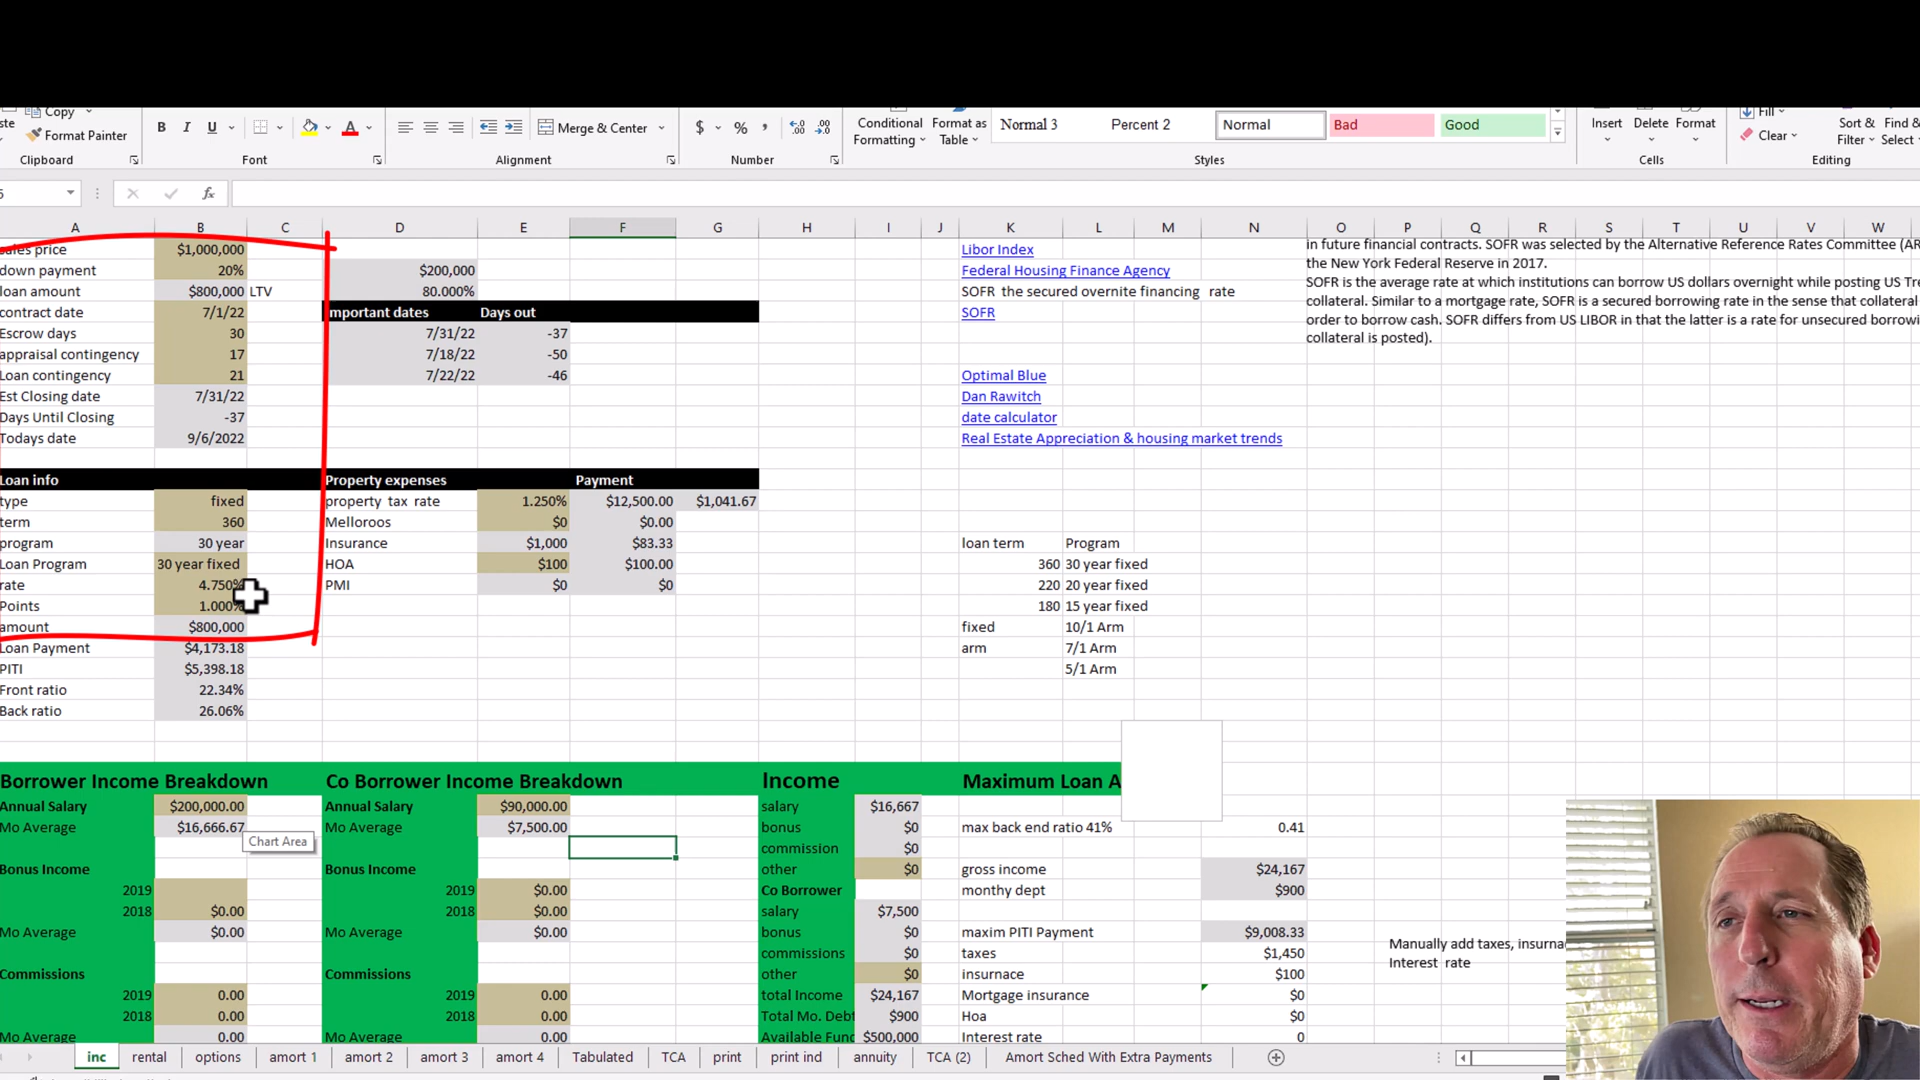 Copy
Format Painter
Clipboard
B I U A
Font
Merge & Center
Alignment
$ % ,
Number
Conditional Formatting
Format as Table
Normal 3 Percent 2 Normal Bad Good
Styles
Insert Delete Format
Cells
Fill
Clear
Sort & Filter
Find & Select
Editing
fx
A B C D E F G H I J K L M N O P Q R S T U V W
sales price $1,000,000 Libor Index
down payment 20% $200,000 Federal Housing Finance Agency
loan amount $800,000 LTV 80.000% SOFR the secured overnite financing rate
contract date 7/1/22 mportant dates Days out SOFR
Escrow days 30 7/31/22 -37
appraisal contingency 17 7/18/22 -50
Loan contingency 21 7/22/22 -46 Optimal Blue
Est Closing date 7/31/22 Dan Rawitch
Days Until Closing -37 date calculator
Todays date 9/6/2022 Real Estate Appreciation & housing market trends
in future financial contracts. SOFR was selected by the Alternative Reference Rates Committee (AR
the New York Federal Reserve in 2017.
SOFR is the average rate at which institutions can borrow US dollars overnight while posting US Tre
collateral. Similar to a mortgage rate, SOFR is a secured borrowing rate in the sense that collateral
order to borrow cash. SOFR differs from US LIBOR in that the latter is a rate for unsecured borrowi
collateral is posted).
Loan info Property expenses Payment
type fixed property tax rate 1.250% $12,500.00 $1,041.67
term 360 Melloroos $0 $0.00
program 30 year Insurance $1,000 $83.33 loan term Program
Loan Program 30 year fixed HOA $100 $100.00 360 30 year fixed
rate 4.750% PMI $0 $0 220 20 year fixed
Points 1.000% 180 15 year fixed
amount $800,000 fixed 10/1 Arm
Loan Payment $4,173.18 arm 7/1 Arm
PITI $5,398.18 5/1 Arm
Front ratio 22.34%
Back ratio 26.06%
Borrower Income Breakdown Co Borrower Income Breakdown Income Maximum Loan A
Annual Salary $200,000.00 Annual Salary $90,000.00 salary $16,667
Mo Average $16,666.67 Mo Average $7,500.00 bonus $0 max back end ratio 41% 0.41
Chart Area
commission $0
Bonus Income Bonus Income other $0 gross income $24,167
2019 2019 $0.00 Co Borrower monthy dept $900
2018 $0.00 2018 $0.00 salary $7,500
Mo Average $0.00 Mo Average $0.00 bonus $0 maxim PITI Payment $9,008.33
commissions $0 taxes $1,450
Manually add taxes, insurna
Interest rate
Commissions Commissions other $0 insurnace $100
2019 0.00 2019 0.00 total Income $24,167 Mortgage insurance $0
2018 0.00 2018 0.00 Total Mo. Debt $900 Hoa $0
Mo Average 0.00 Mo Average 0.00 Available Fun $500,000 Interest rate 0
inc rental options amort 1 amort 2 amort 3 amort 4 Tabulated TCA print print ind annuity TCA (2) Amort Sched With Extra Payments